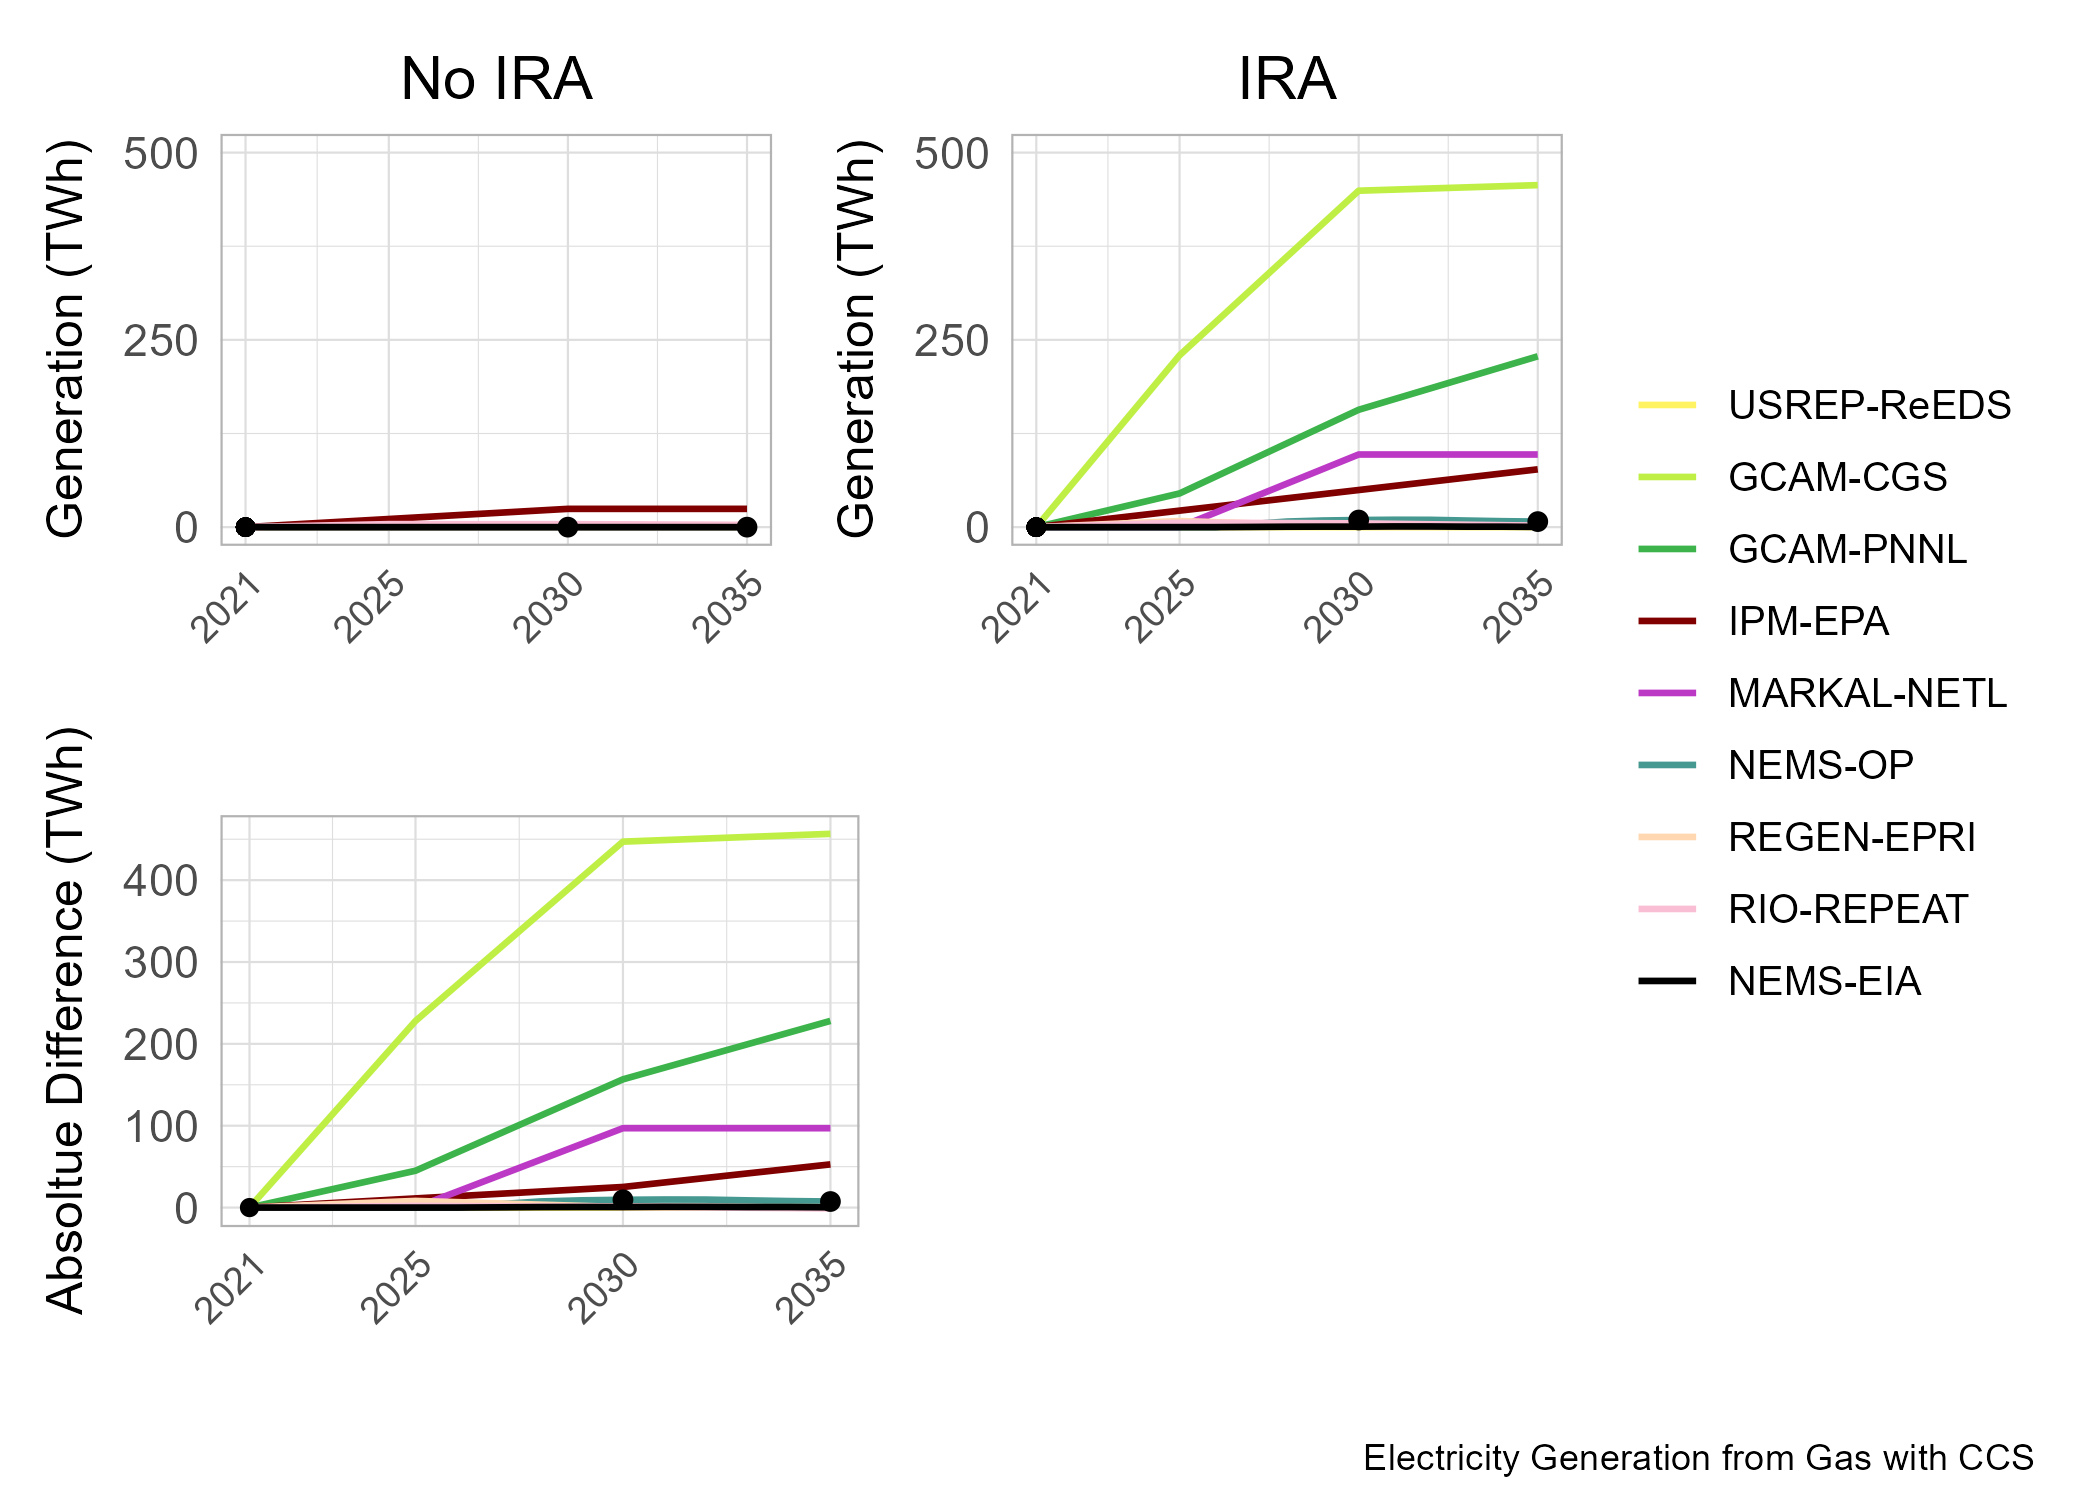 No IRA
Generation (TWh)
500
250
0
2021
2025
2030
2035
IRA
Generation (TWh)
500
250
0
2021
2025
2030
2035
Absoltue Difference (TWh)
400
300
200
100
0
2021
2025
2030
2035
USREP-ReEDS
GCAM-CGS
GCAM-PNNL
IPM-EPA
MARKAL-NETL
NEMS-OP
REGEN-EPRI
RIO-REPEAT
NEMS-EIA
Electricity Generation from Gas with CCS